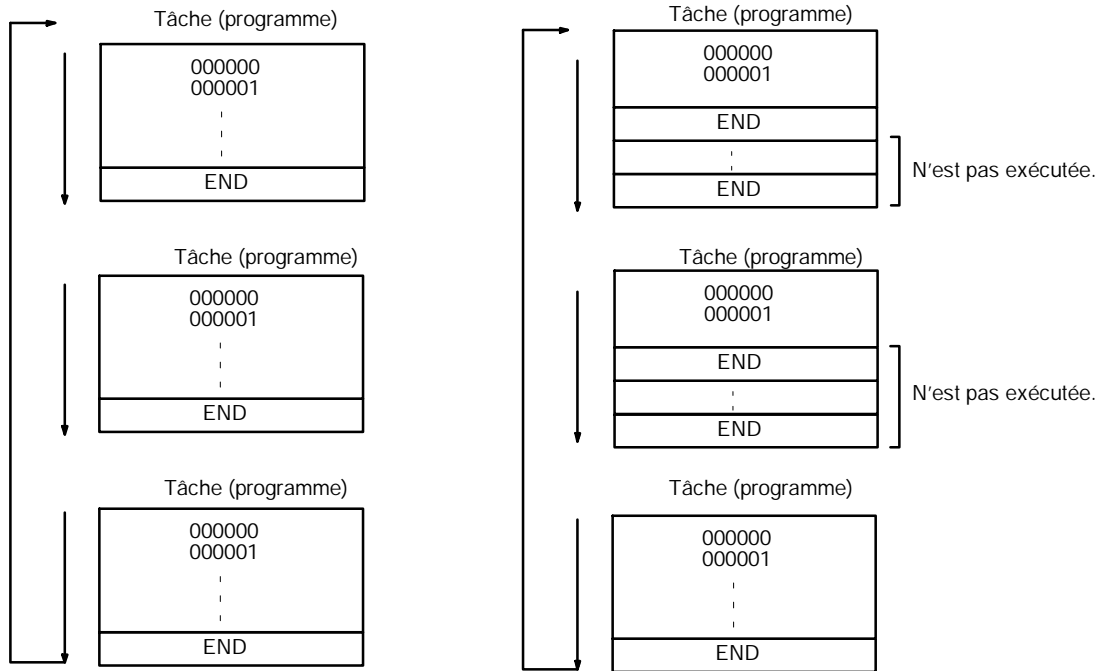 Tâche (programme)
000000
000001
END
Tâche (programme)
000000
000001
END
Tâche (programme)
000000
000001
END
Tâche (programme)
000000
000001
END
END
N'est pas exécutée.
Tâche (programme)
000000
000001
END
END
N'est pas exécutée.
Tâche (programme)
000000
000001
END